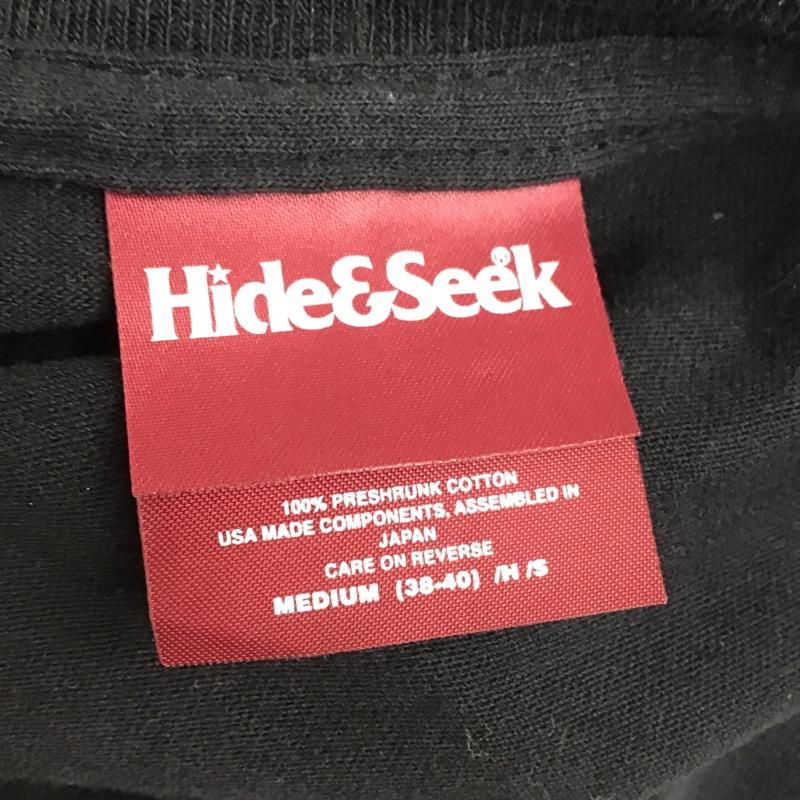 Hide&Seek®
100% PRESHRUNK COTTON
USA MADE COMPONENTS, ASSEMBLED IN
JAPAN
CARE ON REVERSE
MEDIUM (38-40) /H /S